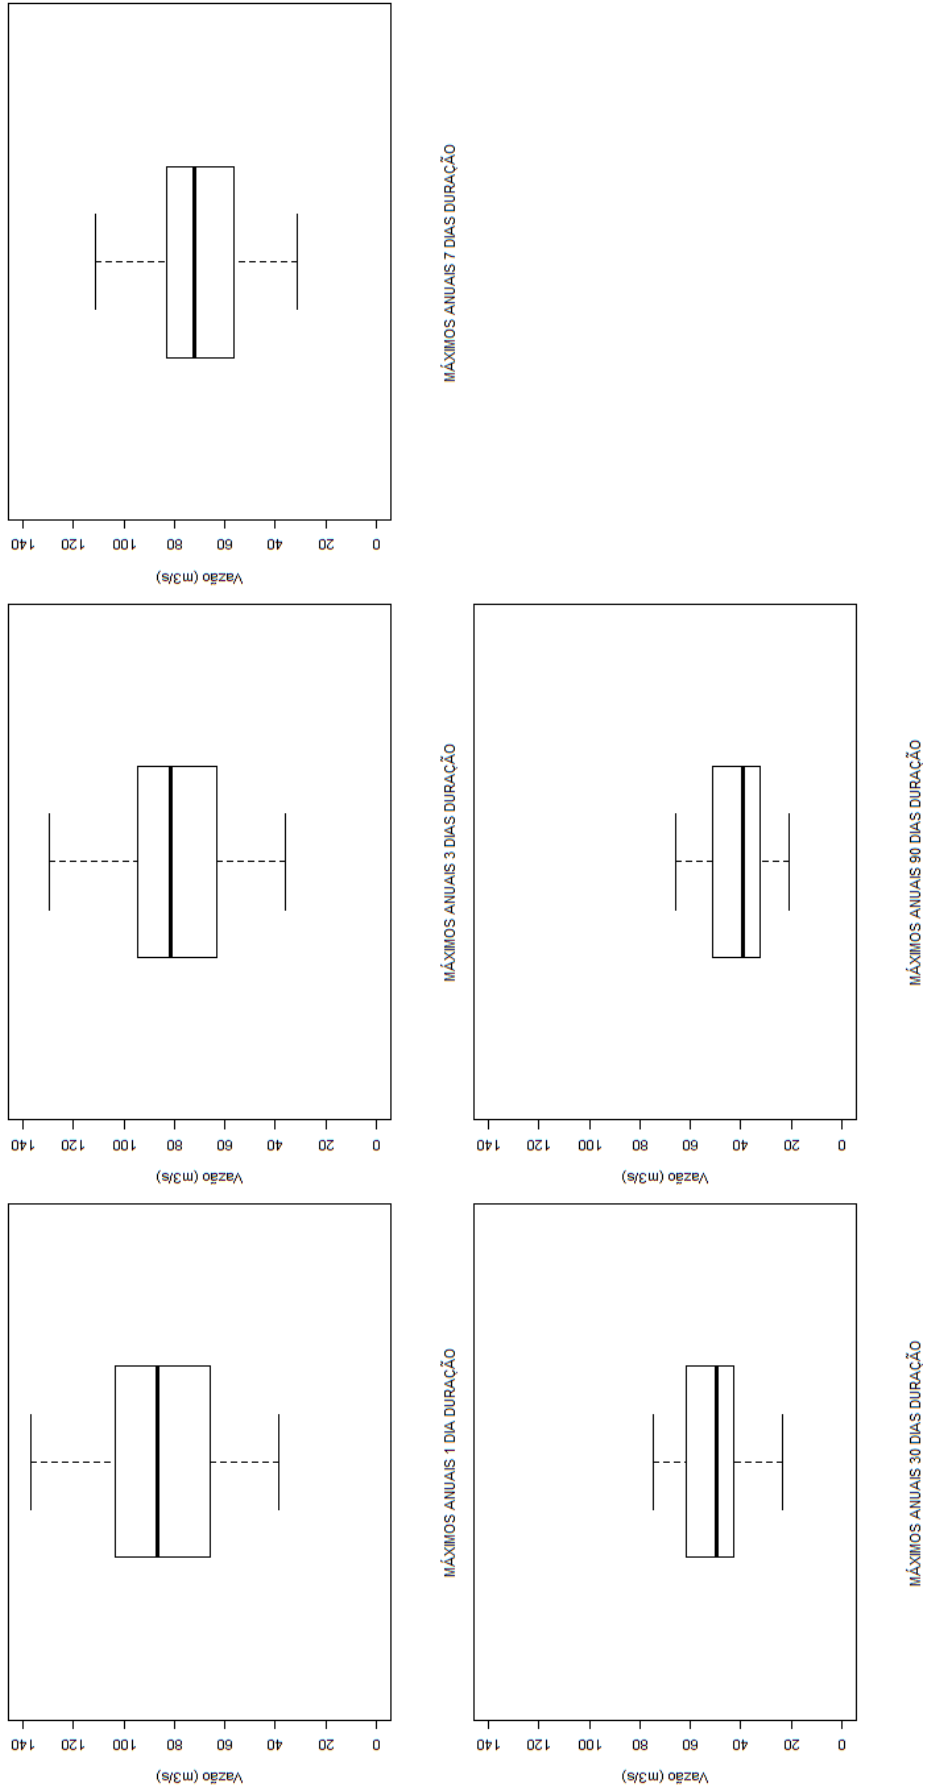 Vazão (m3/s)
0 20 40 60 80 100 120 140
MÁXIMOS ANUAIS 1 DIA DURAÇÃO
Vazão (m3/s)
0 20 40 60 80 100 120 140
MÁXIMOS ANUAIS 3 DIAS DURAÇÃO
Vazão (m3/s)
0 20 40 60 80 100 120 140
MÁXIMOS ANUAIS 7 DIAS DURAÇÃO
Vazão (m3/s)
0 20 40 60 80 100 120 140
MÁXIMOS ANUAIS 30 DIAS DURAÇÃO
Vazão (m3/s)
0 20 40 60 80 100 120 140
MÁXIMOS ANUAIS 90 DIAS DURAÇÃO